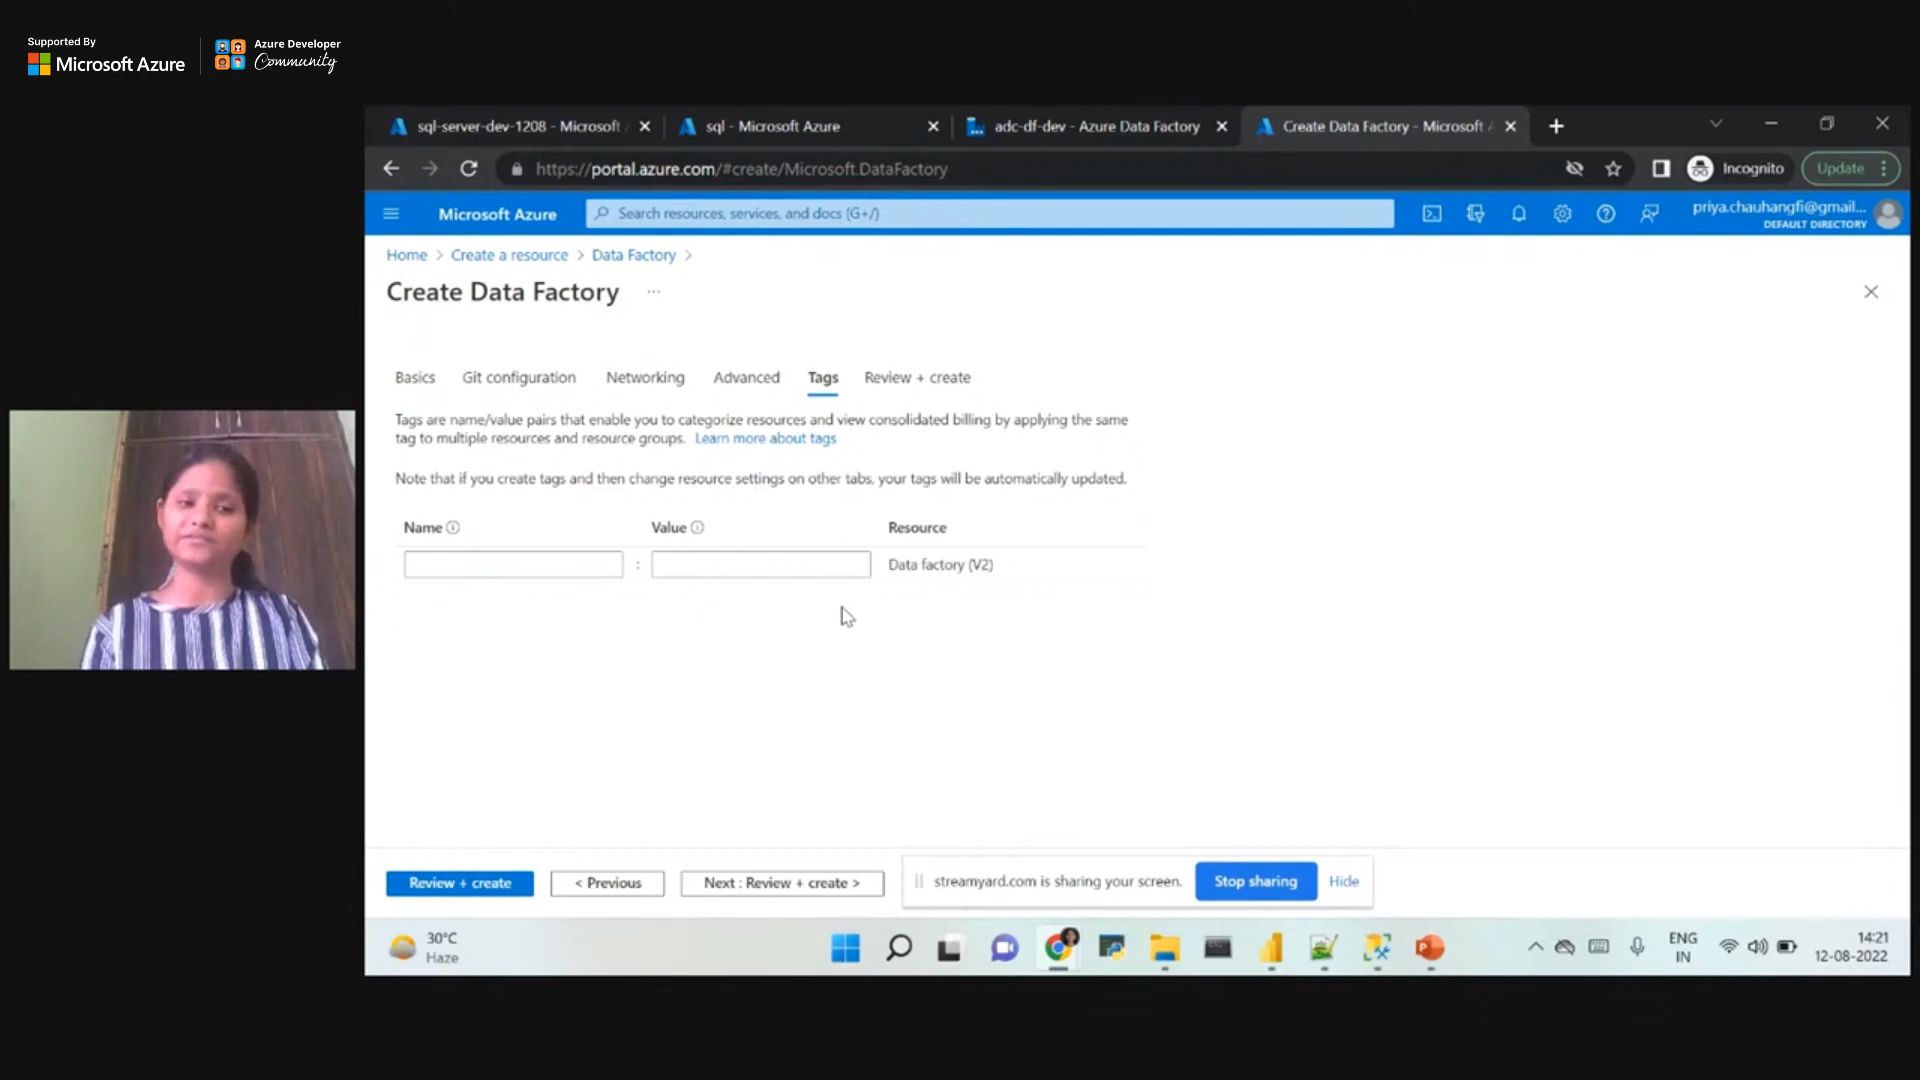 Supported By
Microsoft Azure
Azure Developer
Community
sql-server-dev-1208 - Microsoft
sql - Microsoft Azure
adc-df-dev - Azure Data Factory
Create Data Factory - Microsoft A
https://portal.azure.com/#create/Microsoft.DataFactory
Incognito
Update
Microsoft Azure
Search resources, services, and docs (G+/)
priya.chauhangfi@gmail...
DEFAULT DIRECTORY
Home > Create a resource > Data Factory >
Create Data Factory ...
Basics Git configuration Networking Advanced Tags Review + create
Tags are name/value pairs that enable you to categorize resources and view consolidated billing by applying the same
tag to multiple resources and resource groups. Learn more about tags
Note that if you create tags and then change resource settings on other tabs, your tags will be automatically updated.
Name Value Resource
: Data factory (V2)
Review + create < Previous Next : Review + create >
streamyard.com is sharing your screen. Stop sharing Hide
30°C
Haze
ENG
IN
14:21
12-08-2022